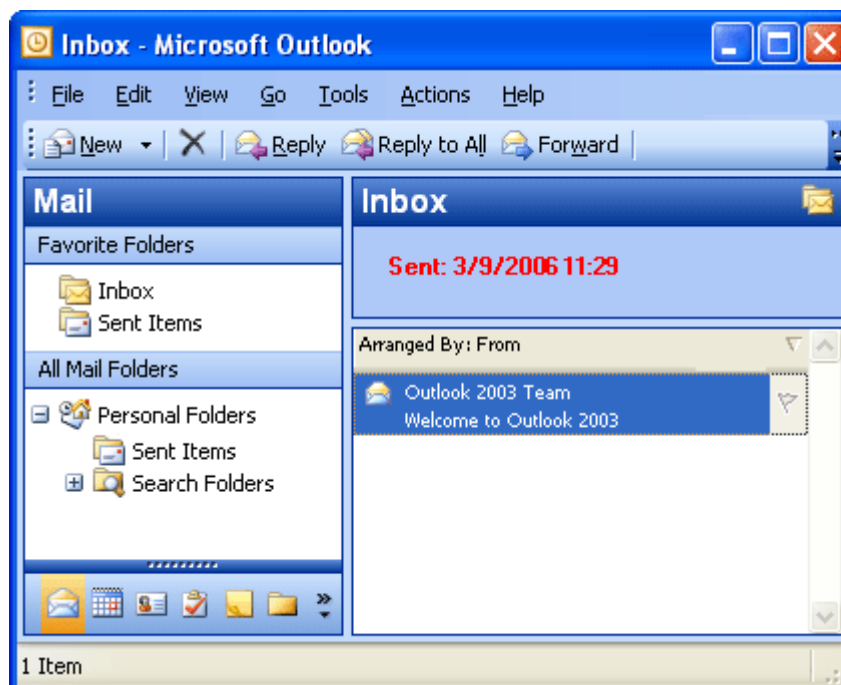 Inbox - Microsoft Outlook
File Edit View Go Tools Actions Help
New Reply Reply to All Forward
Mail
Favorite Folders
Inbox
Sent Items
All Mail Folders
Personal Folders
Sent Items
Search Folders
Inbox
Sent: 3/9/2006 11:29
Arranged By: From
Outlook 2003 Team
Welcome to Outlook 2003
1 Item